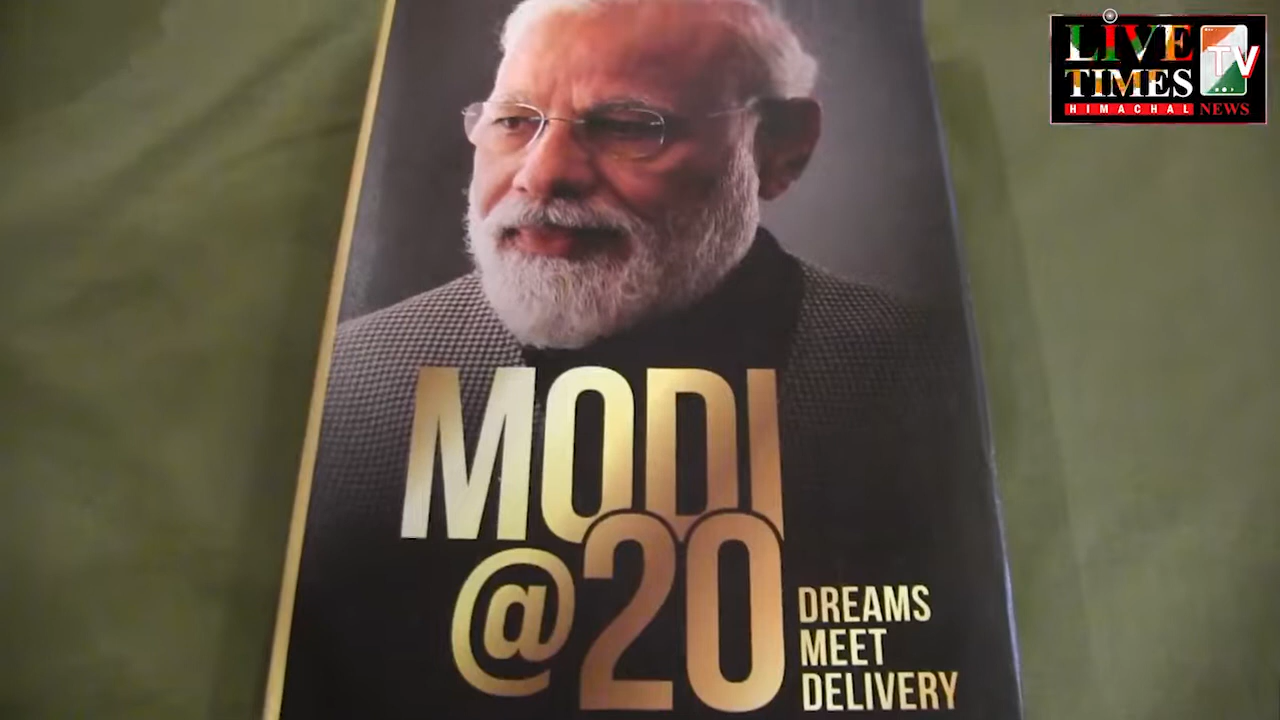 LIVE
TIMES
HIMACHAL
TV
NEWS
MODI
@20
DREAMS
MEET
DELIVERY